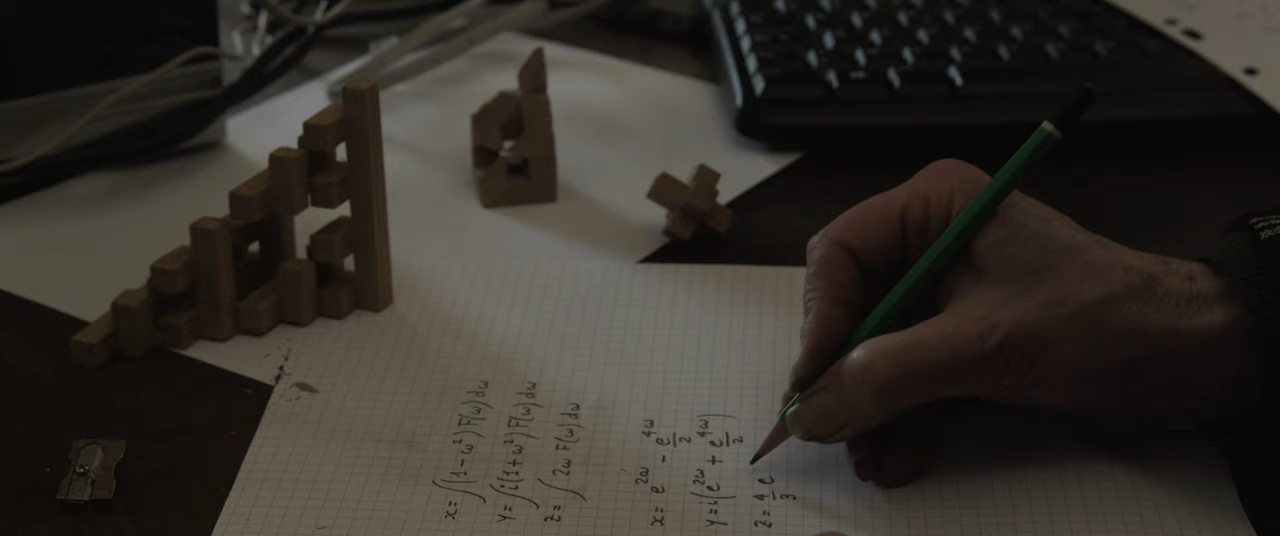 x = ∫(1 - ω²) F(ω) dω
y = ∫ i(1 + ω²) F(ω) dω
z = ∫ 2ω F(ω) dω
x = e^{2ω} - e^{4ω}/2
y = i(e^{2ω} + e^{4ω}/2)
z = 4/3 e